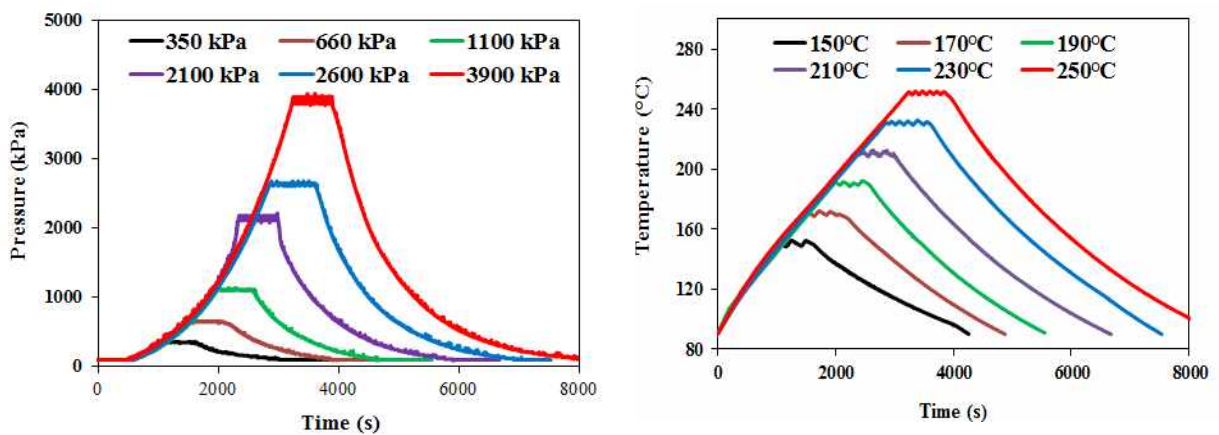 5000
4000
3000
2000
1000
0
Pressure (kPa)
350 kPa 660 kPa 1100 kPa
2100 kPa 2600 kPa 3900 kPa
0 2000 4000 6000 8000
Time (s)
280
240
200
160
120
80
Temperature (°C)
150°C 170°C 190°C
210°C 230°C 250°C
0 2000 4000 6000 8000
Time (s)